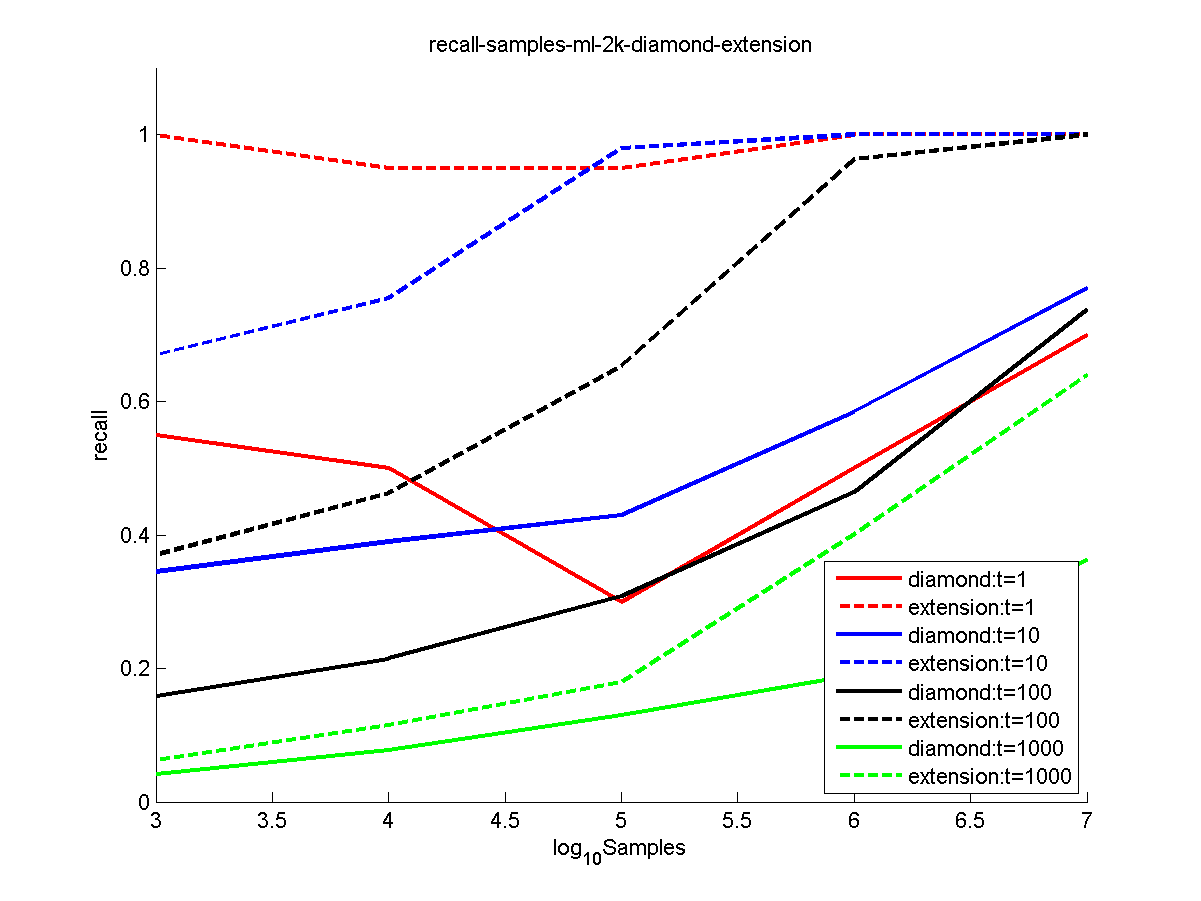 recall-samples-ml-2k-diamond-extension
recall
1
0.8
0.6
0.4
0.2
0
3
3.5
4
4.5
5
5.5
6
6.5
7
log10Samples
diamond:t=1
extension:t=1
diamond:t=10
extension:t=10
diamond:t=100
extension:t=100
diamond:t=1000
extension:t=1000